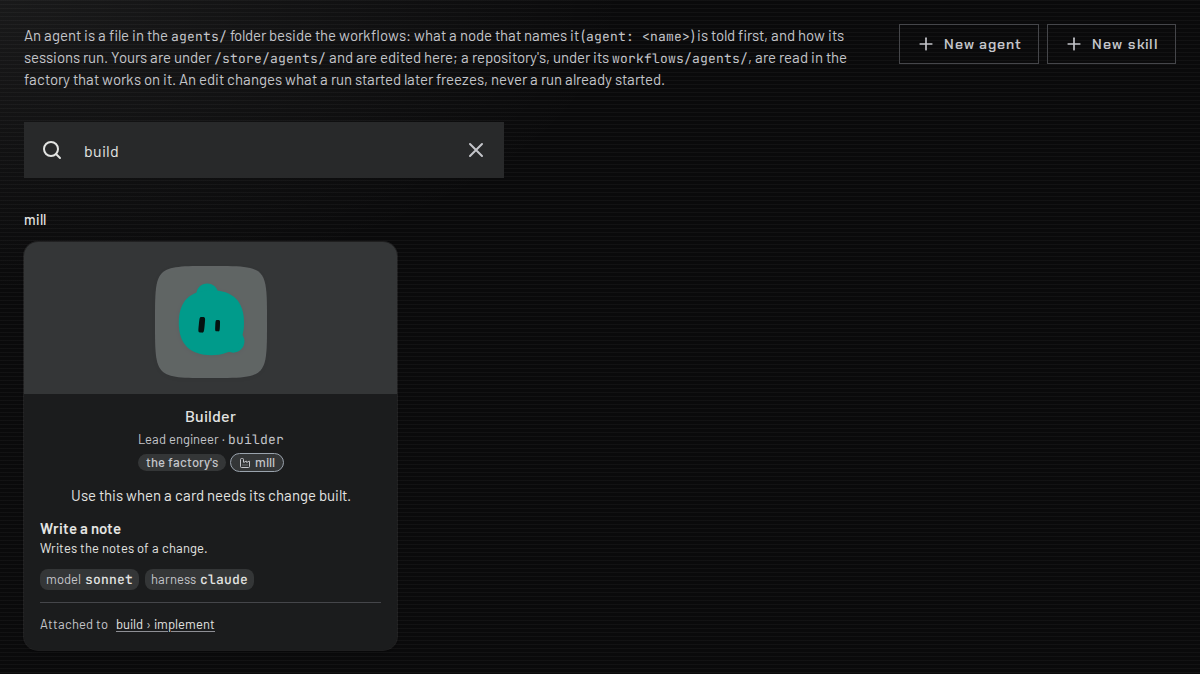 An agent is a file in the agents/ folder beside the workflows: what a node that names it (agent: <name>) is told first, and how its
sessions run. Yours are under /store/agents/ and are edited here; a repository's, under its workflows/agents/, are read in the
factory that works on it. An edit changes what a run started later freezes, never a run already started.
New agent
New skill
build
mill
Builder
Lead engineer · builder
the factory's
mill
Use this when a card needs its change built.
Write a note
Writes the notes of a change.
model sonnet
harness claude
Attached to build › implement